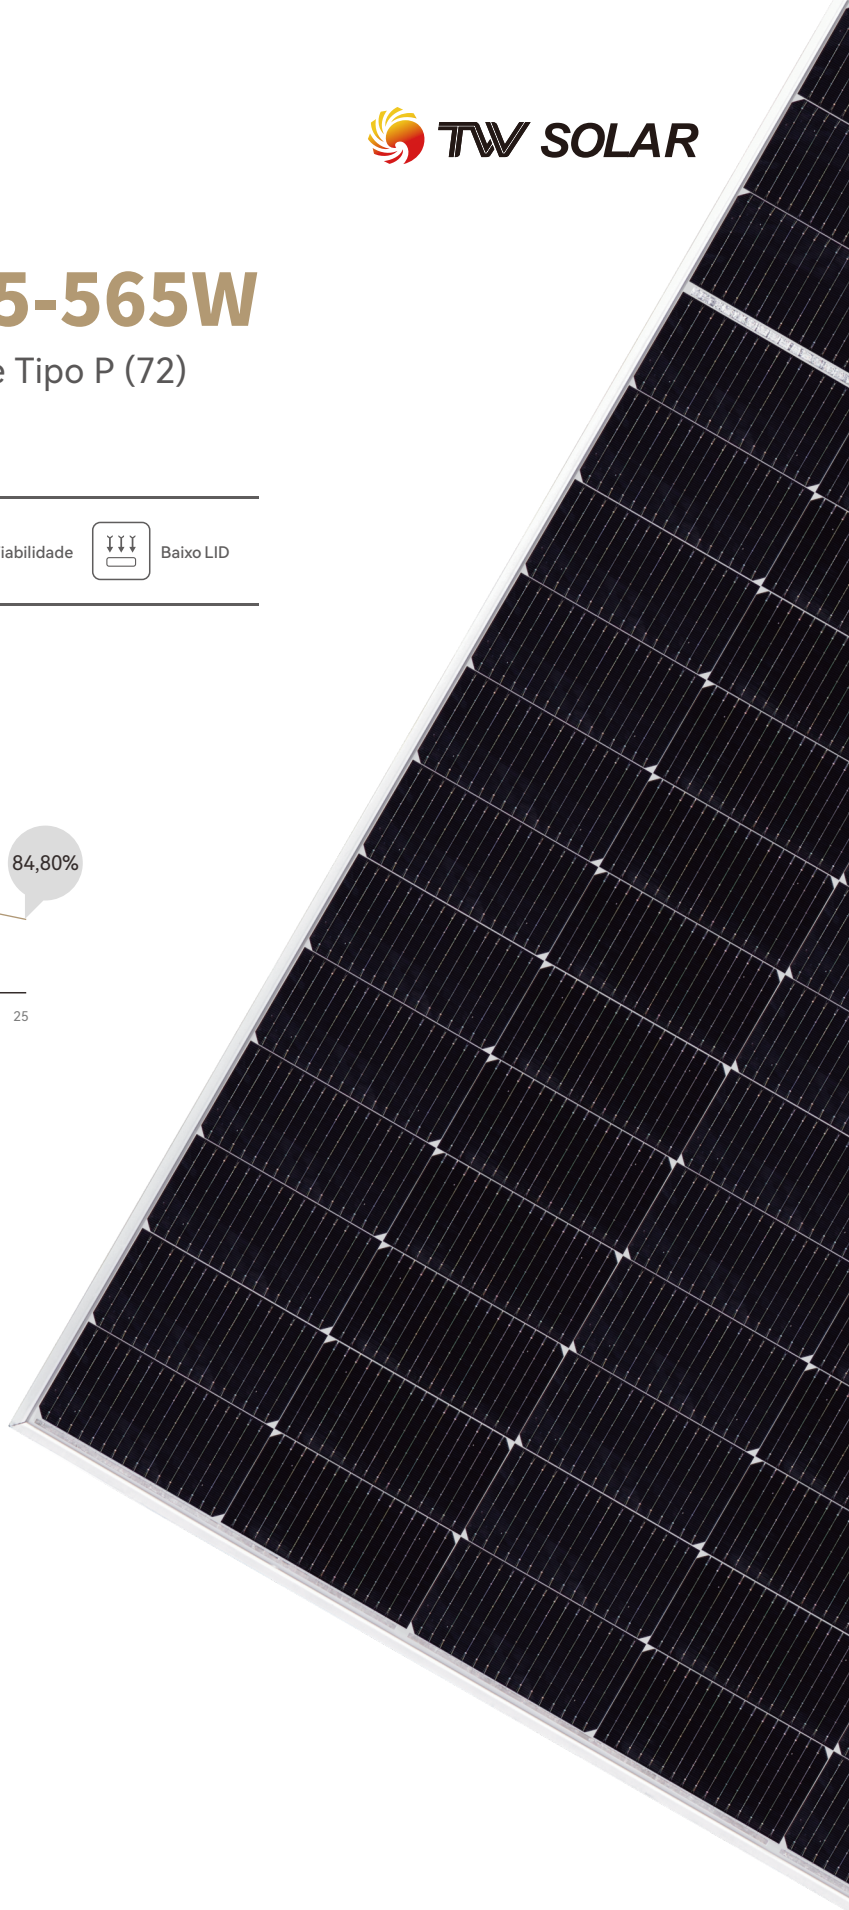 TW SOLAR
5-565W
e Tipo P (72)
iabilidade
Baixo LID
84,80%
25